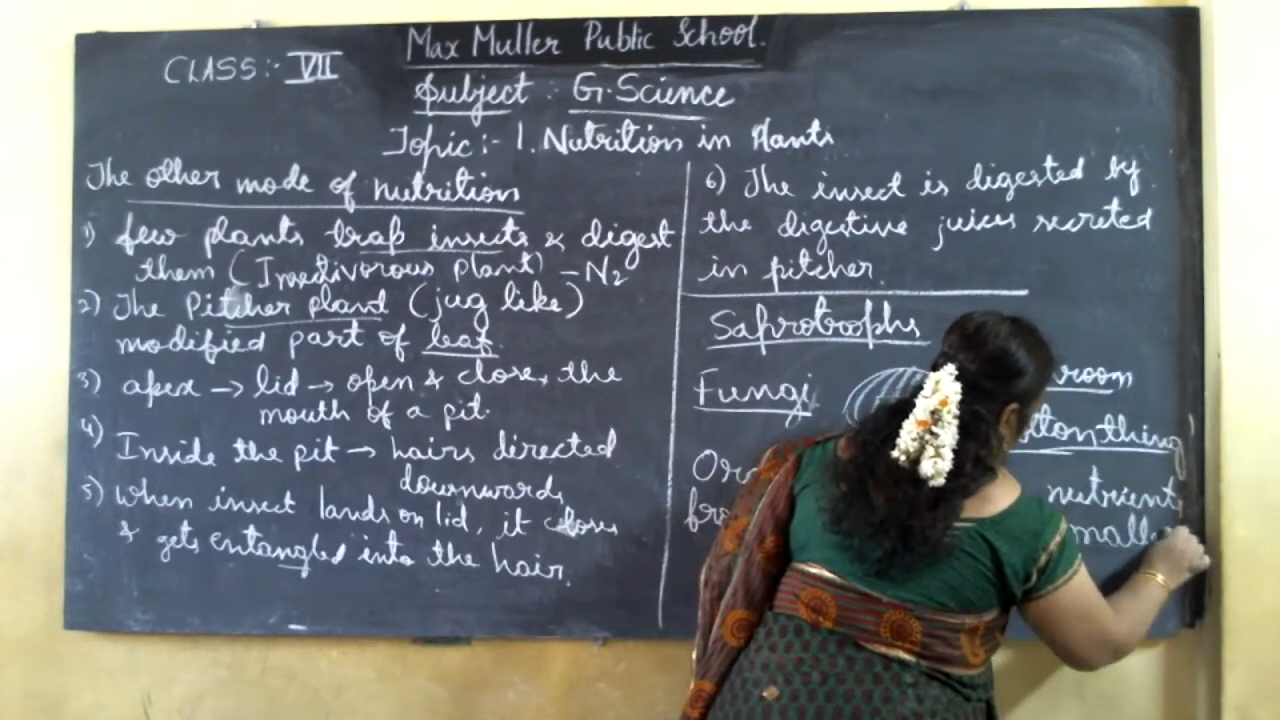 Max Muller Public School.
CLASS:- VII
Subject : G.Science
Topic:- 1. Nutrition in Plants
The other mode of nutrition
1) few plants trap insects & digest
them (Insectivorous plant) - N2
2) The Pitcher plant (jug like)
modified part of leaf.
3) apex → lid → open & close, the
mouth of a pit.
4) Inside the pit → hairs directed
downwards
5) when insect lands on lid, it closes
& gets entangled into the hair.
6) The insect is digested by
the digestive juices secreted
in pitcher.
Saprotrophs
Fungi
nutrients